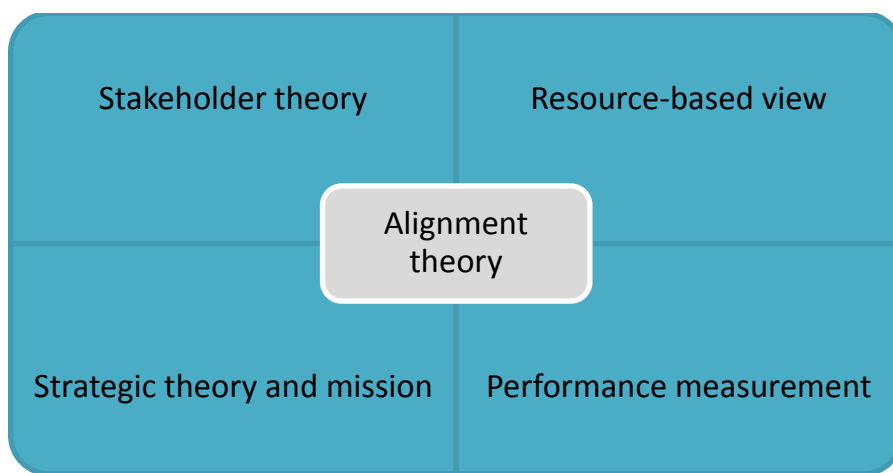 Stakeholder theory
Resource-based view
Alignment
theory
Strategic theory and mission
Performance measurement